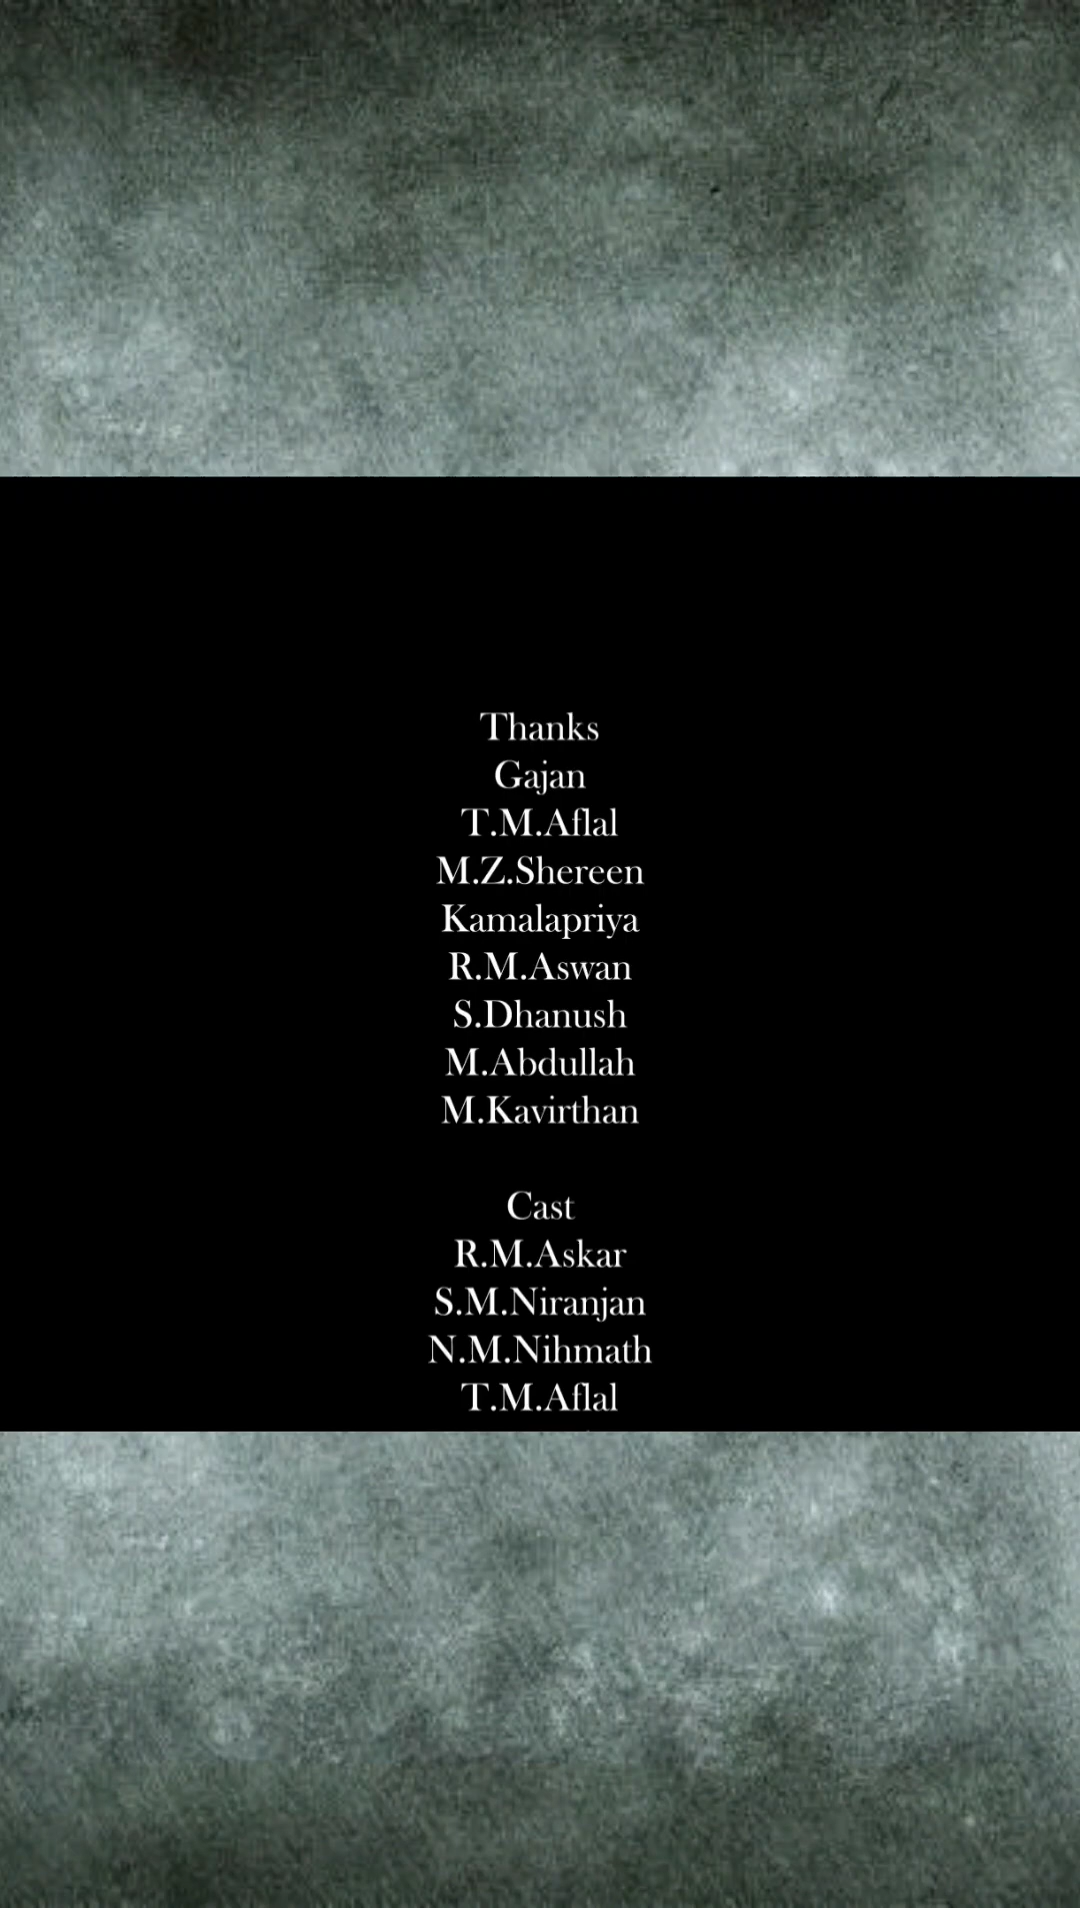 Thanks
Gajan
T.M.Aflal
M.Z.Shereen
Kamalapriya
R.M.Aswan
S.Dhanush
M.Abdullah
M.Kavirthan
Cast
R.M.Askar
S.M.Niranjan
N.M.Nihmath
T.M.Aflal